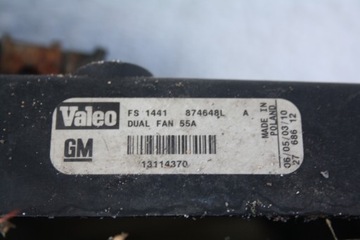 Valeo
FS 1441 874648L A
DUAL FAN 55A
GM
13114370
MADE IN
POLAND
06/05/03/10
27 686 12